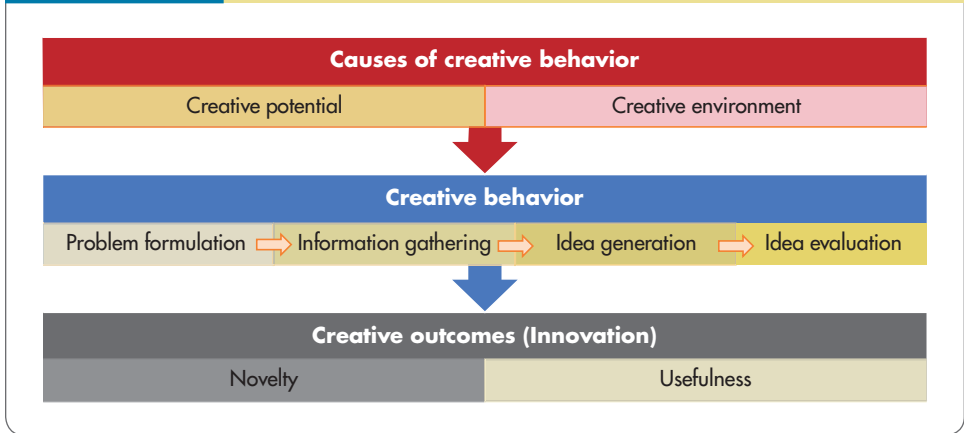 Causes of creative behavior
Creative potential Creative environment
Creative behavior
Problem formulation Information gathering Idea generation Idea evaluation
Creative outcomes (Innovation)
Novelty Usefulness